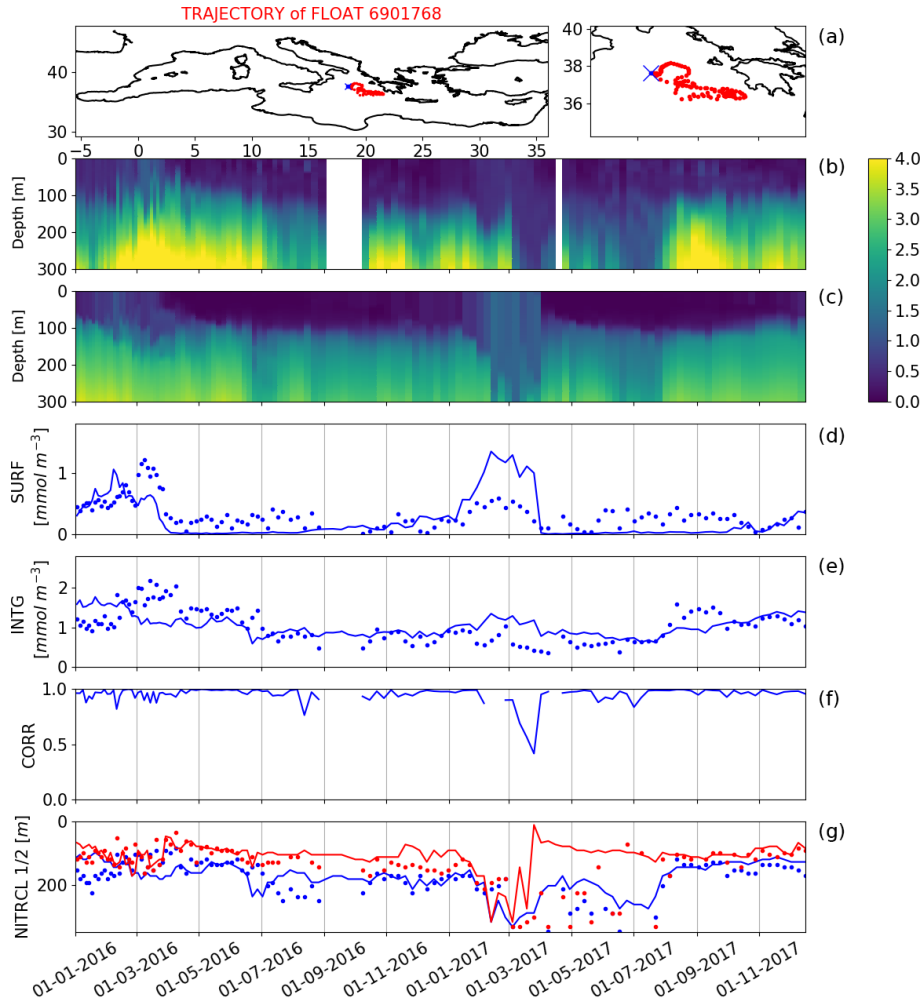 TRAJECTORY of FLOAT 6901768
(a)
50
40
30
−5 0 5 10 15 20 25 30 35
40
38
36
(b)
Depth [m]
0
100
200
300
(c)
Depth [m]
0
100
200
300
4.0
3.5
3.0
2.5
2.0
1.5
1.0
0.5
0.0
(d)
SURF
[mmol m⁻³]
1
0
(e)
INTG
[mmol m⁻³]
2
1
0
(f)
CORR
1.0
0.5
0.0
(g)
NITRCL 1/2 [m]
0
200
01-01-2016
01-03-2016
01-05-2016
01-07-2016
01-09-2016
01-11-2016
01-01-2017
01-03-2017
01-05-2017
01-07-2017
01-09-2017
01-11-2017